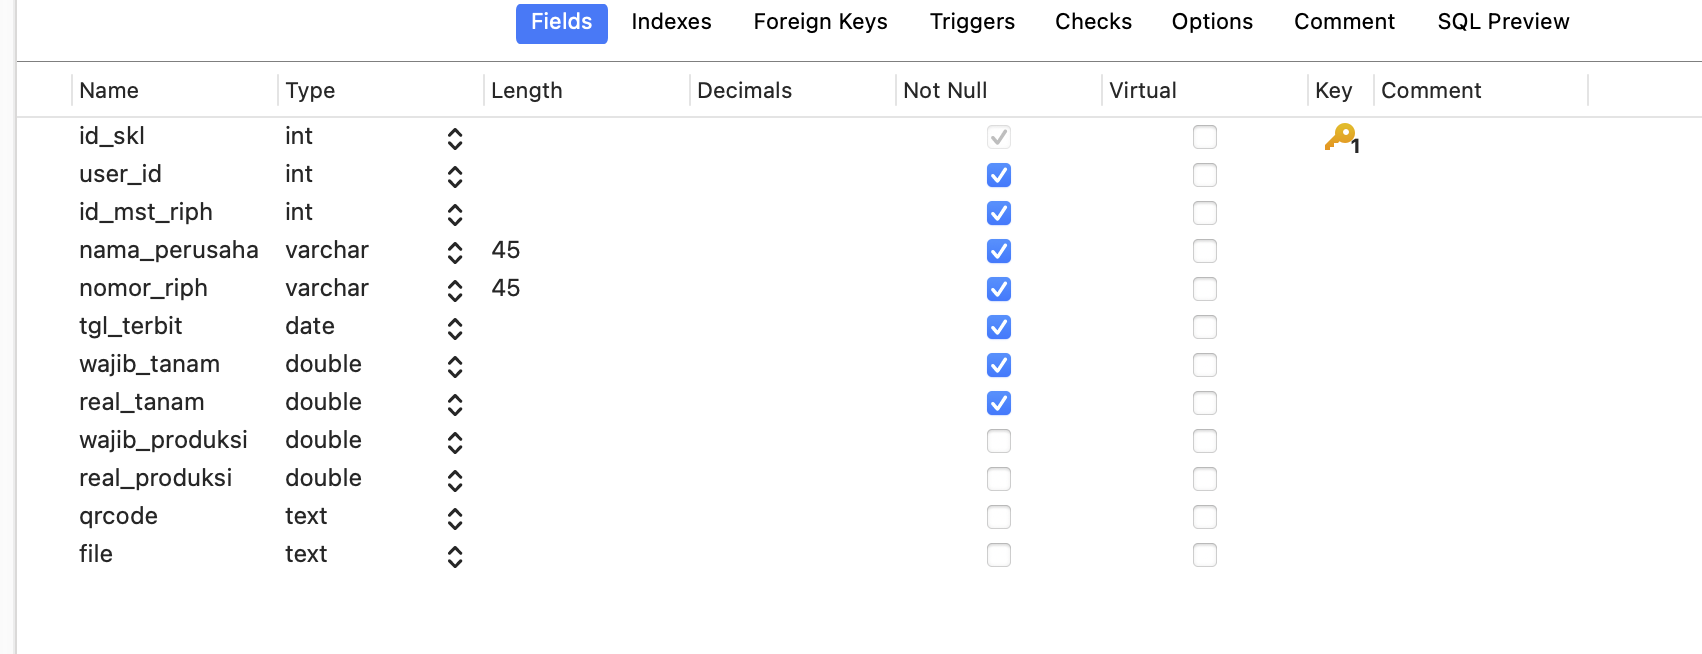 Fields Indexes Foreign Keys Triggers Checks Options Comment SQL Preview
Name Type Length Decimals Not Null Virtual Key Comment
id_skl int 1
user_id int
id_mst_riph int
nama_perusaha varchar 45
nomor_riph varchar 45
tgl_terbit date
wajib_tanam double
real_tanam double
wajib_produksi double
real_produksi double
qrcode text
file text